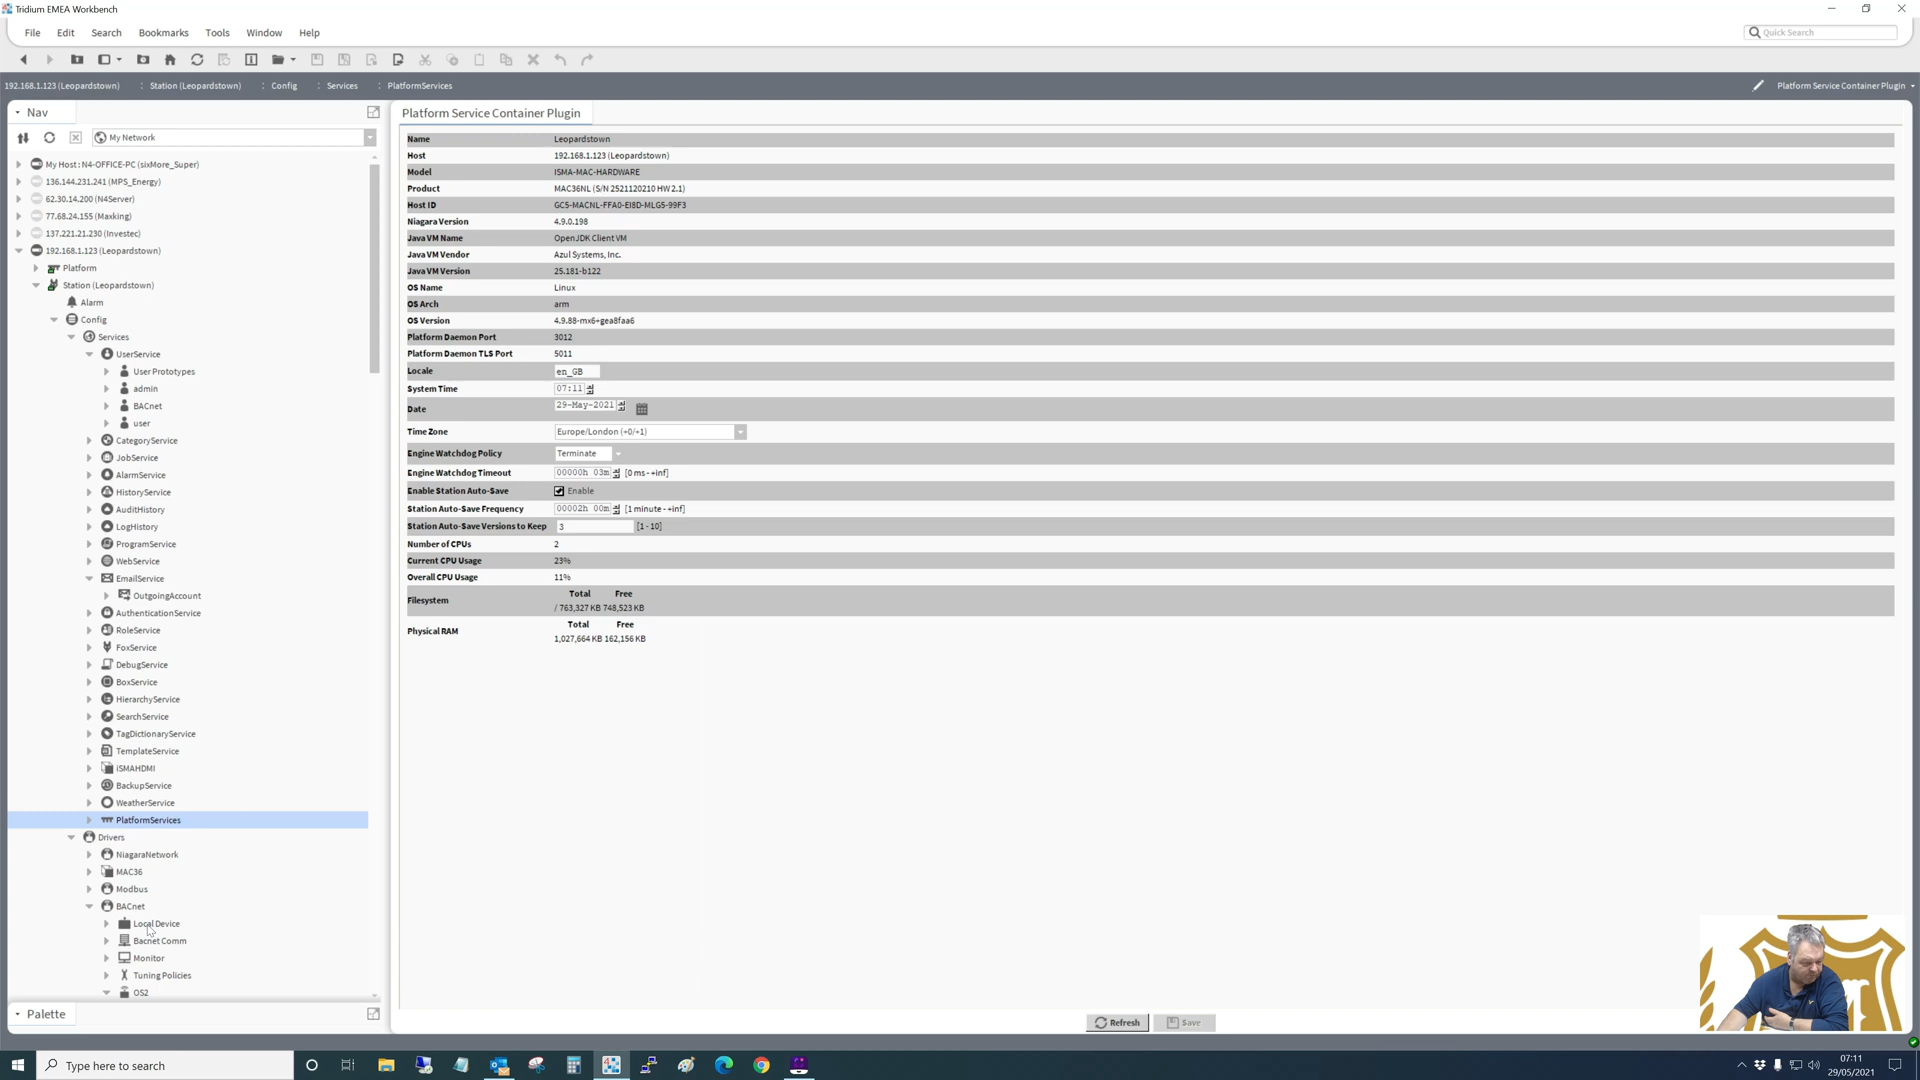 Tridium EMEA Workbench
File Edit Search Bookmarks Tools Window Help
Quick Search
192.168.1.123 (Leopardstown) : Station (Leopardstown) : Config : Services : PlatformServices
Platform Service Container Plugin
Nav
My Network
My Host : N4-OFFICE-PC (sixMore_Super)
136.144.231.241 (MPS_Energy)
62.30.14.200 (N4Server)
77.68.24.155 (Maxking)
137.221.21.230 (Investec)
192.168.1.123 (Leopardstown)
Platform
Station (Leopardstown)
Alarm
Config
Services
UserService
User Prototypes
admin
BACnet
user
CategoryService
JobService
AlarmService
HistoryService
AuditHistory
LogHistory
ProgramService
WebService
EmailService
OutgoingAccount
AuthenticationService
RoleService
FoxService
DebugService
BoxService
HierarchyService
SearchService
TagDictionaryService
TemplateService
iSMAHDMI
BackupService
WeatherService
PlatformServices
Drivers
NiagaraNetwork
MAC36
Modbus
BACnet
Local Device
Bacnet Comm
Monitor
Tuning Policies
OS2
Palette
Platform Service Container Plugin
Name Leopardstown
Host 192.168.1.123 (Leopardstown)
Model ISMA-MAC-HARDWARE
Product MAC36NL (S/N 2521120210 HW 2.1)
Host ID GC5-MACNL-FFA0-EI8D-MLG5-99F3
Niagara Version 4.9.0.198
Java VM Name OpenJDK Client VM
Java VM Vendor Azul Systems, Inc.
Java VM Version 25.181-b122
OS Name Linux
OS Arch arm
OS Version 4.9.88-mx6+gea8faa6
Platform Daemon Port 3012
Platform Daemon TLS Port 5011
Locale en_GB
System Time 07:11
Date 29-May-2021
Time Zone Europe/London (+0/+1)
Engine Watchdog Policy Terminate
Engine Watchdog Timeout 00000h 03m [0 ms - +inf]
Enable Station Auto-Save Enable
Station Auto-Save Frequency 00002h 00m [1 minute - +inf]
Station Auto-Save Versions to Keep 3 [1 - 10]
Number of CPUs 2
Current CPU Usage 23%
Overall CPU Usage 11%
Filesystem Total Free
/ 763,327 KB 748,523 KB
Physical RAM Total Free
1,027,664 KB 162,156 KB
Refresh Save
Type here to search
07:11
29/05/2021